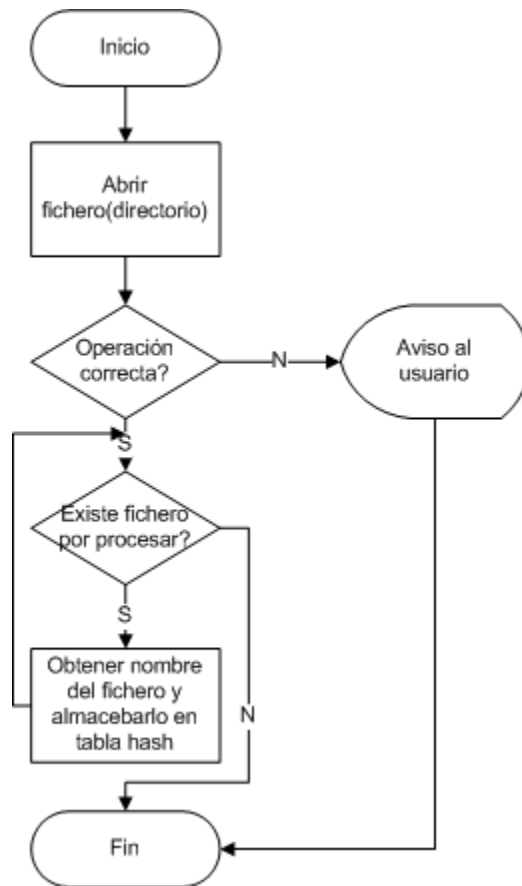 Inicio
Abrir
fichero(directorio)
Operación
correcta?
N
Aviso al
usuario
S
Existe fichero
por procesar?
S
Obtener nombre
del fichero y
almacebarlo en
tabla hash
N
Fin